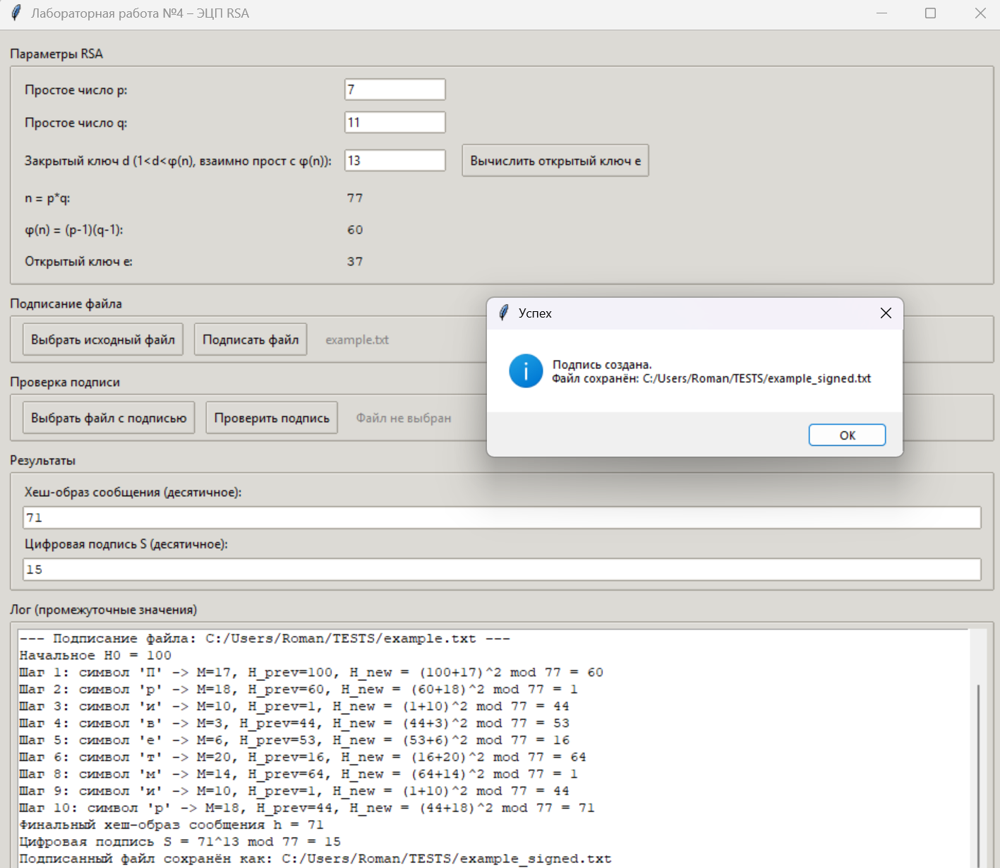 Лабораторная работа №4 – ЭЦП RSA
Параметры RSA
Простое число p: 7
Простое число q: 11
Закрытый ключ d (1<d<φ(n), взаимно прост с φ(n)): 13 Вычислить открытый ключ e
n = p*q: 77
φ(n) = (p-1)(q-1): 60
Открытый ключ e: 37
Подписание файла
Выбрать исходный файл Подписать файл example.txt
Проверка подписи
Выбрать файл с подписью Проверить подпись Файл не выбран
Успех
Подпись создана.
Файл сохранён: C:/Users/Roman/TESTS/example_signed.txt
OK
Результаты
Хеш-образ сообщения (десятичное):
71
Цифровая подпись S (десятичное):
15
Лог (промежуточные значения)
--- Подписание файла: C:/Users/Roman/TESTS/example.txt ---
Начальное H0 = 100
Шаг 1: символ 'П' -> M=17, H_prev=100, H_new = (100+17)^2 mod 77 = 60
Шаг 2: символ 'р' -> M=18, H_prev=60, H_new = (60+18)^2 mod 77 = 1
Шаг 3: символ 'и' -> M=10, H_prev=1, H_new = (1+10)^2 mod 77 = 44
Шаг 4: символ 'в' -> M=3, H_prev=44, H_new = (44+3)^2 mod 77 = 53
Шаг 5: символ 'е' -> M=6, H_prev=53, H_new = (53+6)^2 mod 77 = 16
Шаг 6: символ 'т' -> M=20, H_prev=16, H_new = (16+20)^2 mod 77 = 64
Шаг 8: символ 'м' -> M=14, H_prev=64, H_new = (64+14)^2 mod 77 = 1
Шаг 9: символ 'и' -> M=10, H_prev=1, H_new = (1+10)^2 mod 77 = 44
Шаг 10: символ 'р' -> M=18, H_prev=44, H_new = (44+18)^2 mod 77 = 71
Финальный хеш-образ сообщения h = 71
Цифровая подпись S = 71^13 mod 77 = 15
Подписанный файл сохранён как: C:/Users/Roman/TESTS/example_signed.txt